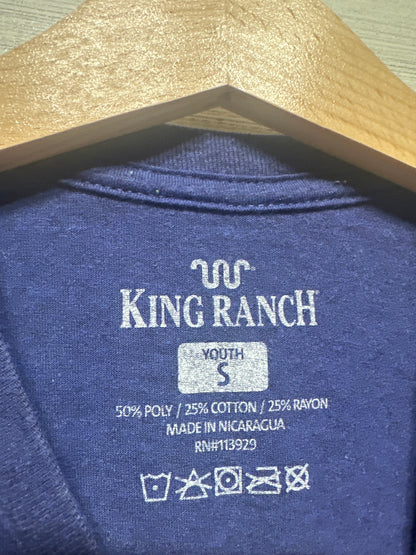 KING RANCH
YOUTH
S
50% POLY / 25% COTTON / 25% RAYON
MADE IN NICARAGUA
RN#113929